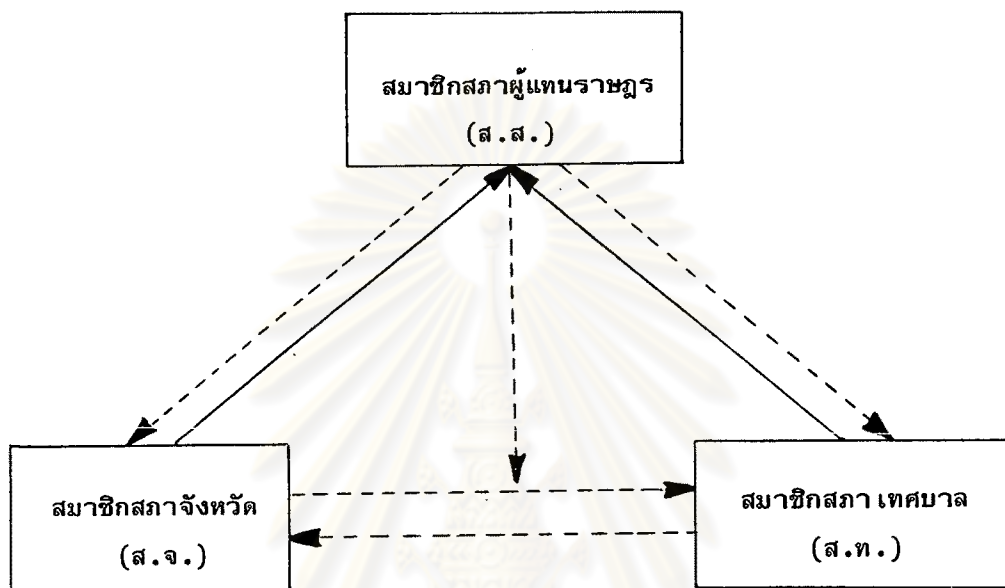 สมาชิกสภาผู้แทนราษฎร
(ส.ส.)
สมาชิกสภาจังหวัด
(ส.จ.)
สมาชิกสภาเทศบาล
(ส.ท.)